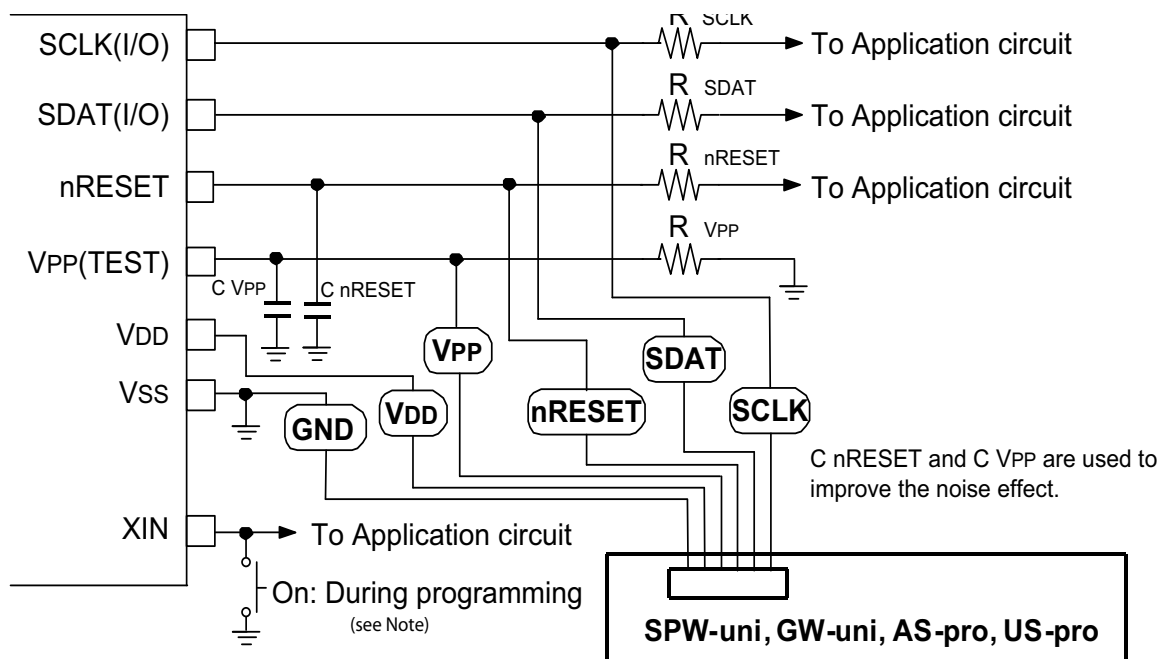 R SCLK
SCLK(I/O)
To Application circuit
R SDAT
SDAT(I/O)
To Application circuit
R nRESET
nRESET
To Application circuit
R VPP
VPP(TEST)
C VPP
C nRESET
VDD
VPP
SDAT
VSS
GND
VDD
nRESET
SCLK
C nRESET and C VPP are used to
improve the noise effect.
XIN
To Application circuit
On: During programming
(see Note)
SPW-uni, GW-uni, AS-pro, US-pro